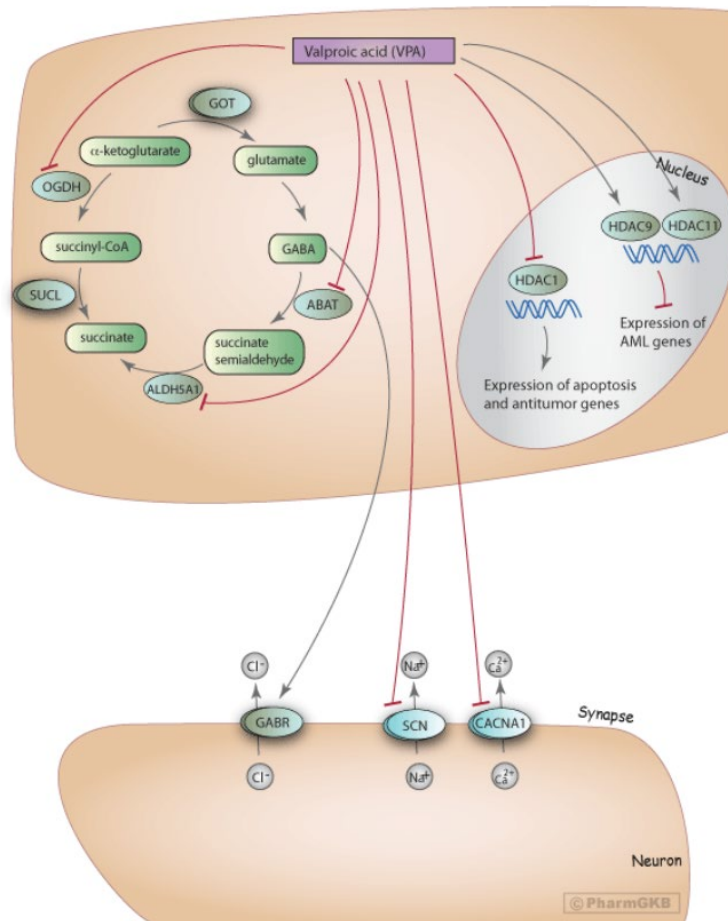 Valproic acid (VPA)
GOT
α-ketoglutarate
glutamate
OGDH
Nucleus
HDAC9
HDAC11
succinyl-CoA
GABA
HDAC1
SUCL
ABAT
Expression of
AML genes
succinate
succinate
semialdehyde
ALDH5A1
Expression of apoptosis
and antitumor genes
Cl-
Na+
Ca2+
GABR
SCN
CACNA1
Synapse
Cl-
Na+
Ca2+
Neuron
© PharmGKB